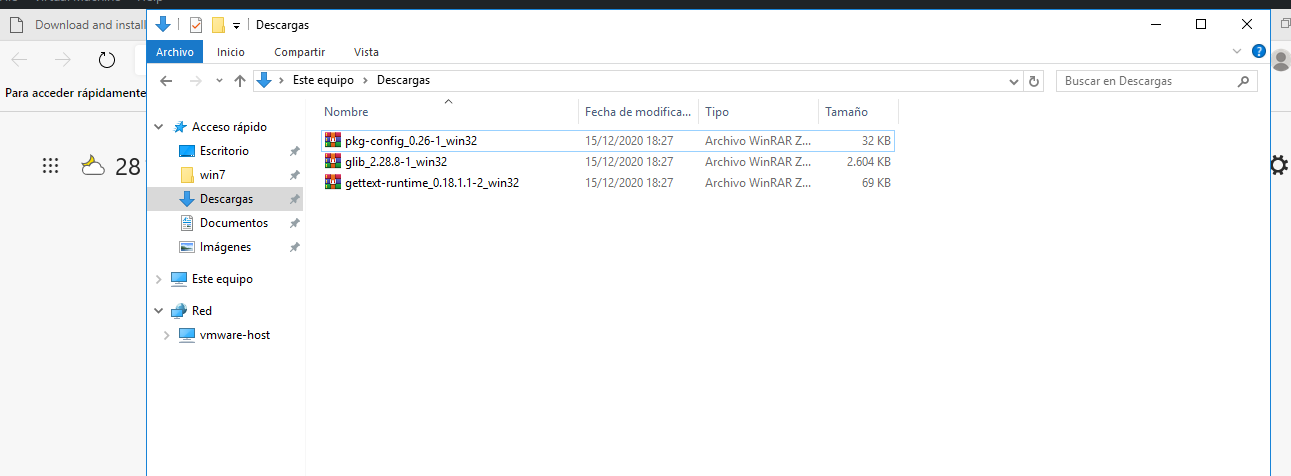 Virtual Machine Help
Descargas
Download and install
Archivo Inicio Compartir Vista
Este equipo Descargas Buscar en Descargas
Para acceder rápidamente
Nombre Fecha de modifica... Tipo Tamaño
Acceso rápido
pkg-config_0.26-1_win32 15/12/2020 18:27 Archivo WinRAR Z... 32 KB
Escritorio
glib_2.28.8-1_win32 15/12/2020 18:27 Archivo WinRAR Z... 2.604 KB
28
win7
gettext-runtime_0.18.1.1-2_win32 15/12/2020 18:27 Archivo WinRAR Z... 69 KB
Descargas
Documentos
Imágenes
Este equipo
Red
vmware-host